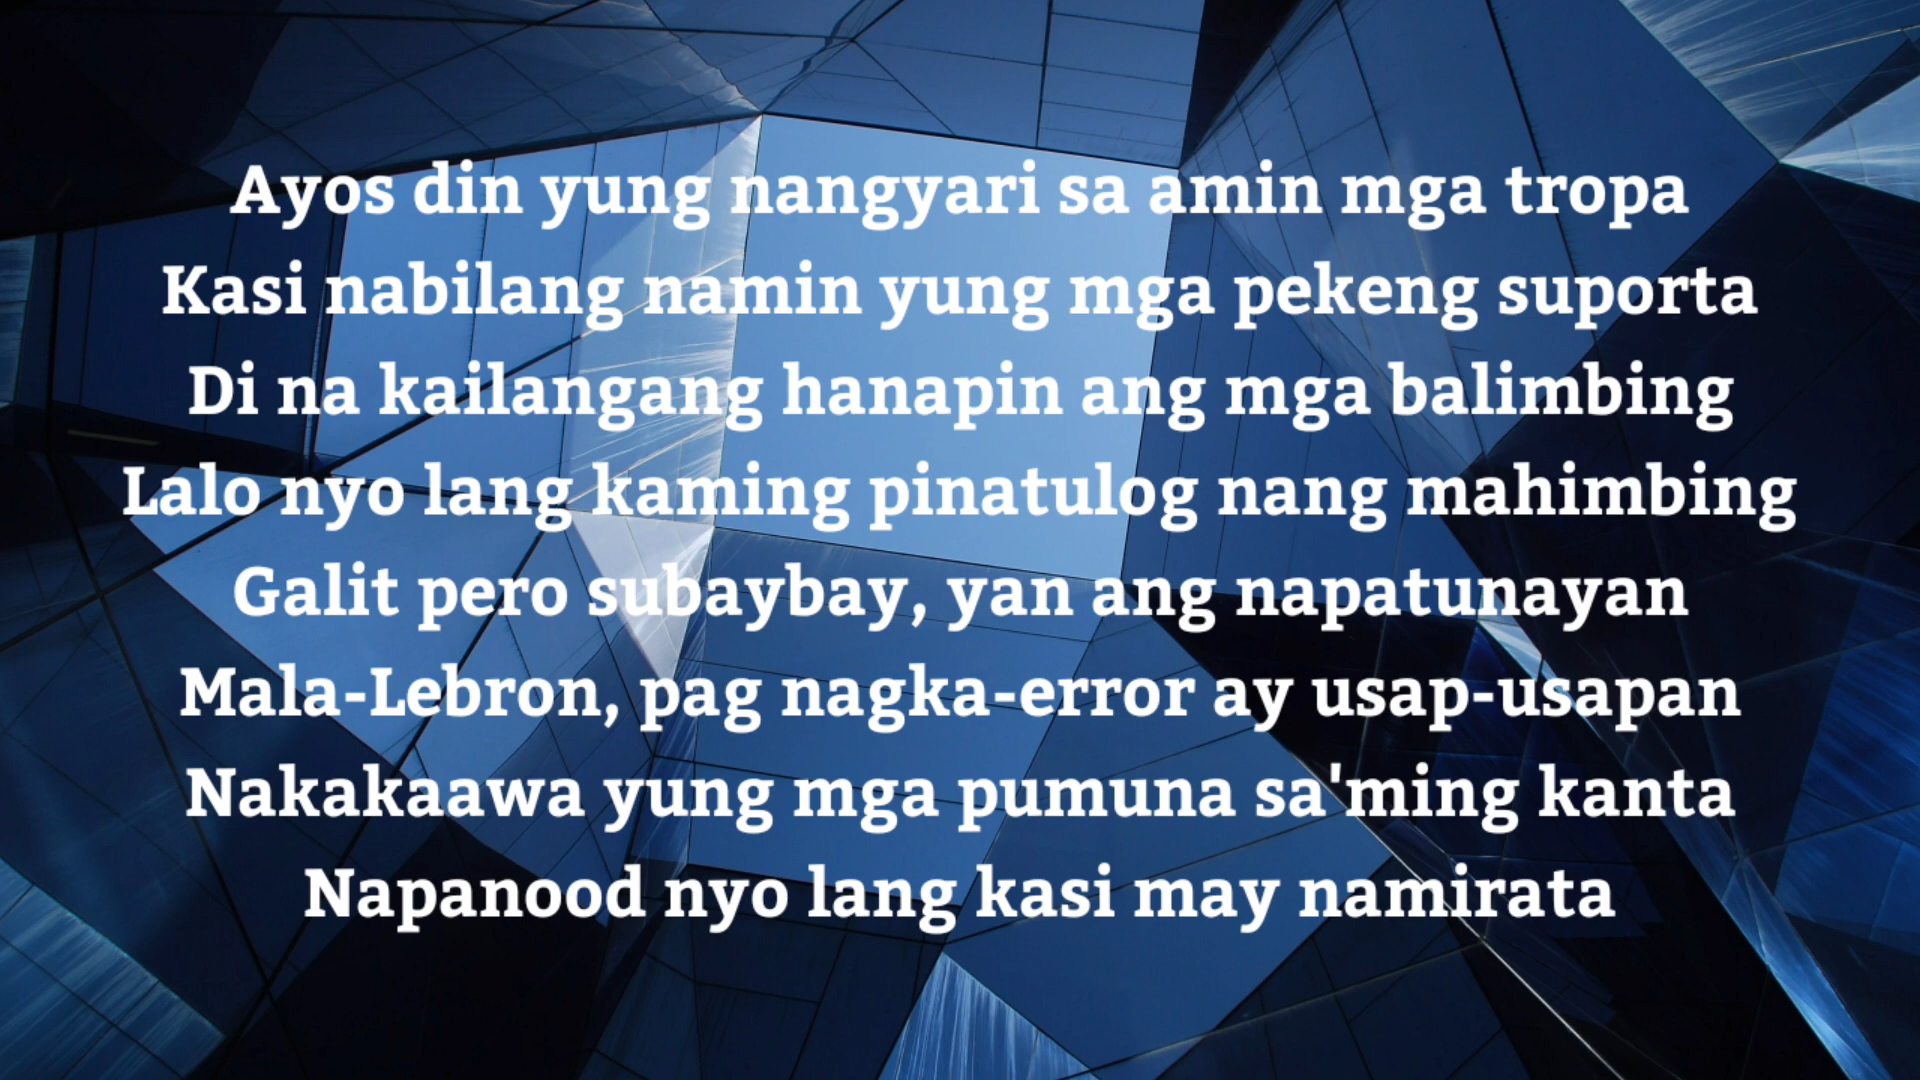 Ayos din yung nangyari sa amin mga tropa
Kasi nabilang namin yung mga pekeng suporta
Di na kailangang hanapin ang mga balimbing
Lalo nyo lang kaming pinatulog nang mahimbing
Galit pero subaybay, yan ang napatunayan
Mala-Lebron, pag nagka-error ay usap-usapan
Nakakaawa yung mga pumuna sa'ming kanta
Napanood nyo lang kasi may namirata